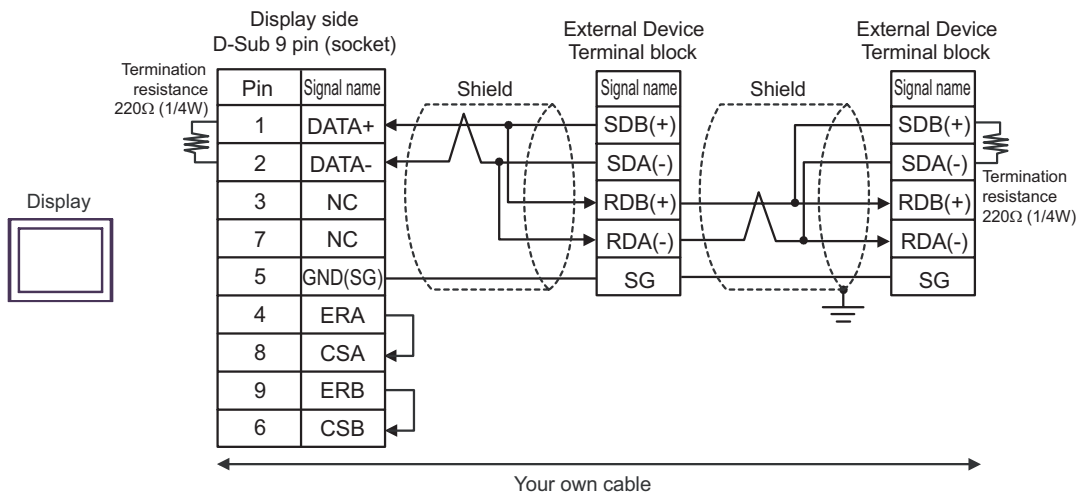 Display side
D-Sub 9 pin (socket)
External Device
Terminal block
External Device
Terminal block
Termination
resistance
220Ω (1/4W)
Pin Signal name
Shield
Signal name
Shield
Signal name
1 DATA+
SDB(+)
SDB(+)
2 DATA-
SDA(-)
SDA(-)
Termination
resistance
220Ω (1/4W)
Display
3 NC
RDB(+)
RDB(+)
7 NC
RDA(-)
RDA(-)
5 GND(SG)
SG
SG
4 ERA
8 CSA
9 ERB
6 CSB
Your own cable